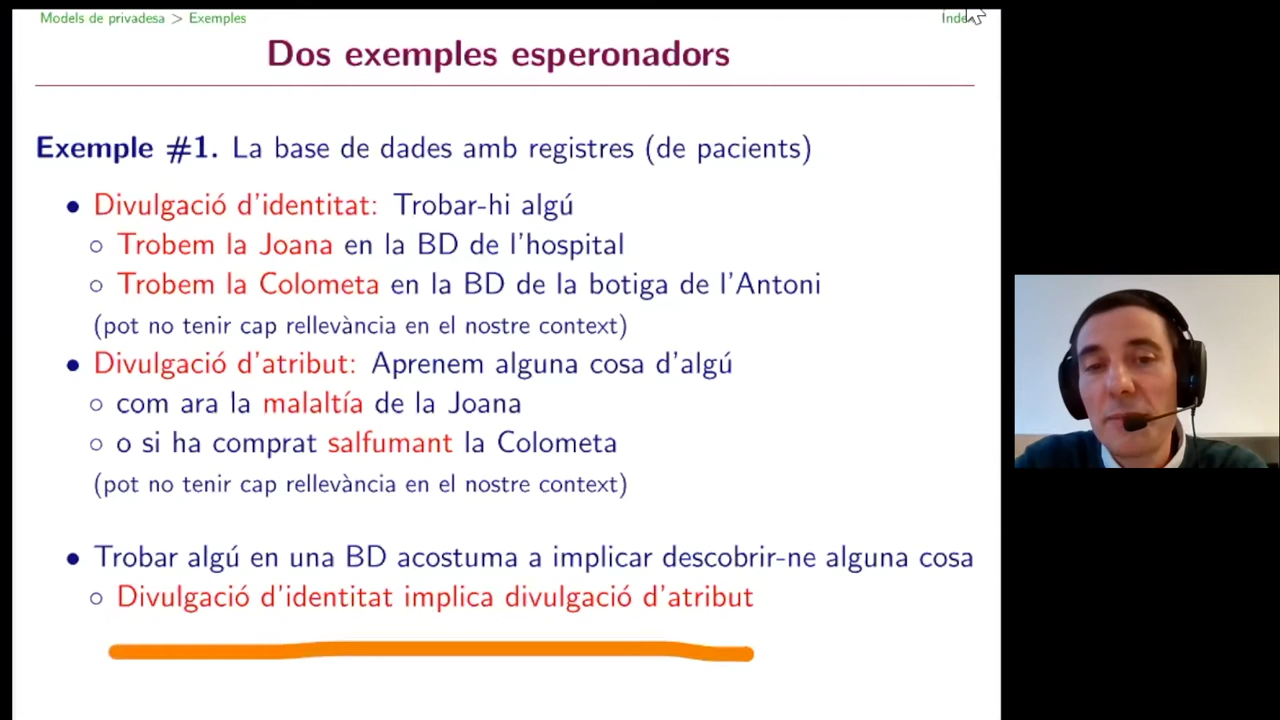 Models de privadesa > Exemples
Inde
Dos exemples esperonadors
Exemple #1. La base de dades amb registres (de pacients)
• Divulgació d'identitat: Trobar-hi algú
○ Trobem la Joana en la BD de l'hospital
○ Trobem la Colometa en la BD de la botiga de l'Antoni
(pot no tenir cap rellevància en el nostre context)
• Divulgació d'atribut: Aprenem alguna cosa d'algú
○ com ara la malaltía de la Joana
○ o si ha comprat salfumant la Colometa
(pot no tenir cap rellevància en el nostre context)
• Trobar algú en una BD acostuma a implicar descobrir-ne alguna cosa
○ Divulgació d'identitat implica divulgació d'atribut